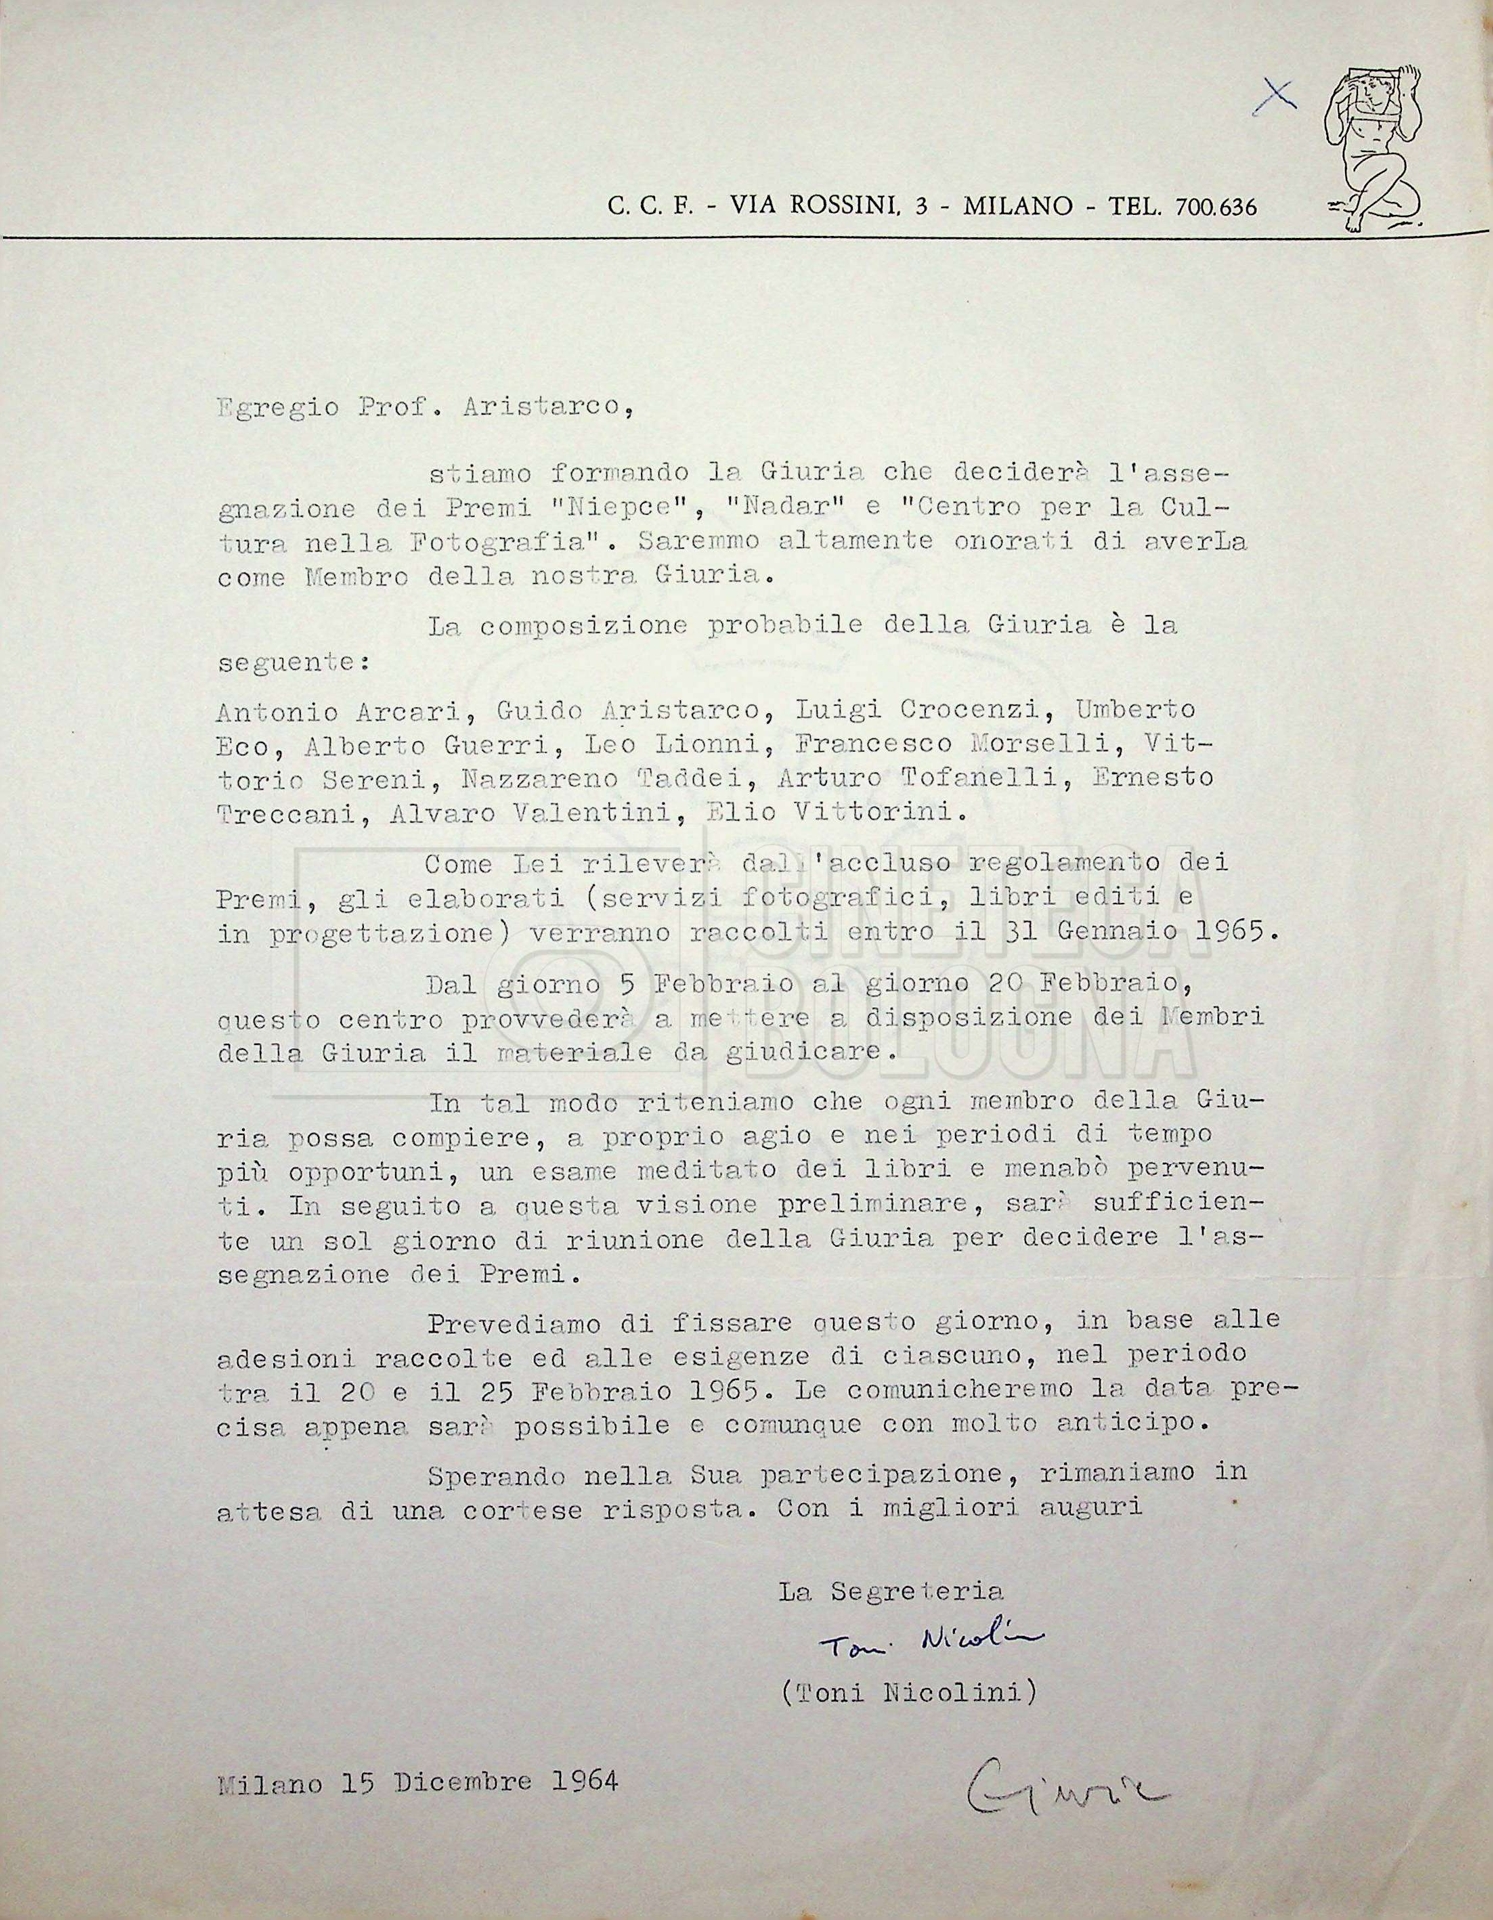 C. C. F. - VIA ROSSINI, 3 - MILANO - TEL. 700.636
Egregio Prof. Aristarco,
stiamo formando la Giuria che deciderà l'asse-
gnazione dei Premi "Niepce", "Nadar" e "Centro per la Cul-
tura nella Fotografia". Saremmo altamente onorati di averLa
come Membro della nostra Giuria.
La composizione probabile della Giuria è la
seguente:
Antonio Arcari, Guido Aristarco, Luigi Crocenzi, Umberto
Eco, Alberto Guerri, Leo Lionni, Francesco Morselli, Vit-
torio Sereni, Nazzareno Taddei, Arturo Tofanelli, Ernesto
Treccani, Alvaro Valentini, Elio Vittorini.
Come Lei rileverà dall'accluso regolamento dei
Premi, gli elaborati (servizi fotografici, libri editi e
in progettazione) verranno raccolti entro il 31 Gennaio 1965.
Dal giorno 5 Febbraio al giorno 20 Febbraio,
questo centro provvederà a mettere a disposizione dei Membri
della Giuria il materiale da giudicare.
In tal modo riteniamo che ogni membro della Giu-
ria possa compiere, a proprio agio e nei periodi di tempo
più opportuni, un esame meditato dei libri e menabò pervenu-
ti. In seguito a questa visione preliminare, sarà sufficien-
te un sol giorno di riunione della Giuria per decidere l'as-
segnazione dei Premi.
Prevediamo di fissare questo giorno, in base alle
adesioni raccolte ed alle esigenze di ciascuno, nel periodo
tra il 20 e il 25 Febbraio 1965. Le comunicheremo la data pre-
cisa appena sarà possibile e comunque con molto anticipo.
Sperando nella Sua partecipazione, rimaniamo in
attesa di una cortese risposta. Con i migliori auguri
La Segreteria
Toni Nicolini
(Toni Nicolini)
Milano 15 Dicembre 1964
Giuria
CINETECA
BOLOGNA